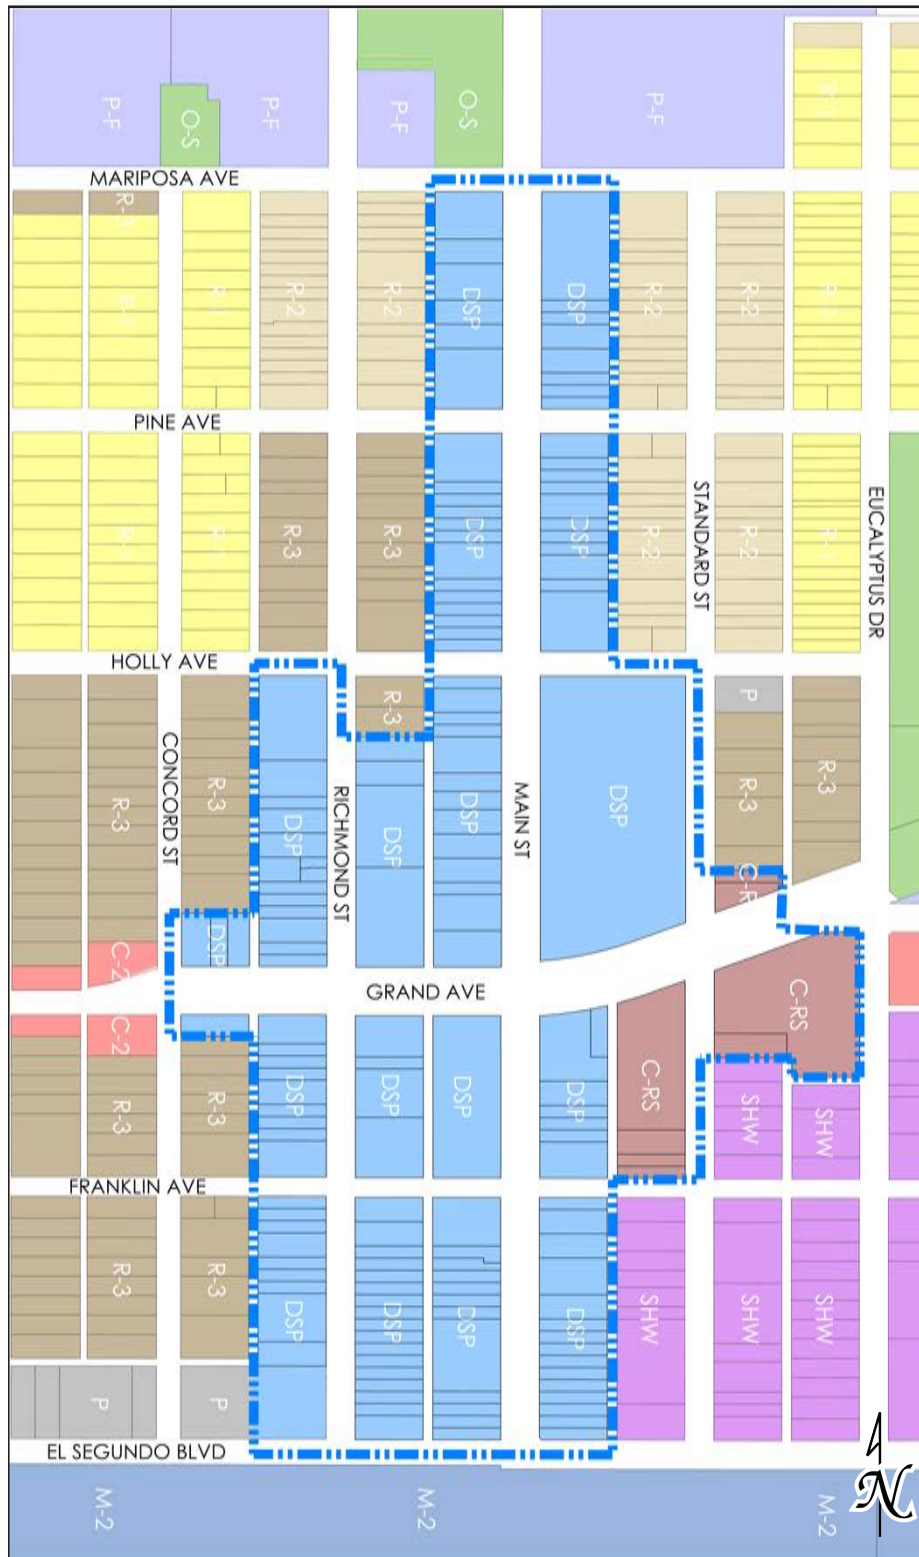 P-F
O-S
P-F
P-F
O-S
P-F
R-1
MARIPOSA AVE
R-3
R-1
R-1
R-2
R-2
DSP
DSP
R-2
R-2
R-1
PINE AVE
R-1
R-1
R-3
R-3
DSP
DSP
R-2
STANDARD ST
R-2
R-1
EUCALYPTUS DR
HOLLY AVE
R-3
CONCORD ST
R-3
DSP
RICHMOND ST
R-3
DSP
DSP
MAIN ST
DSP
P
R-3
R-3
C-2
DSP
C-R
GRAND AVE
C-RS
C-2
R-3
R-3
DSP
DSP
DSP
DSP
C-RS
SHW
SHW
FRANKLIN AVE
R-3
R-3
DSP
DSP
DSP
DSP
SHW
SHW
SHW
P
P
EL SEGUNDO BLVD
N
M-2
M-2
M-2